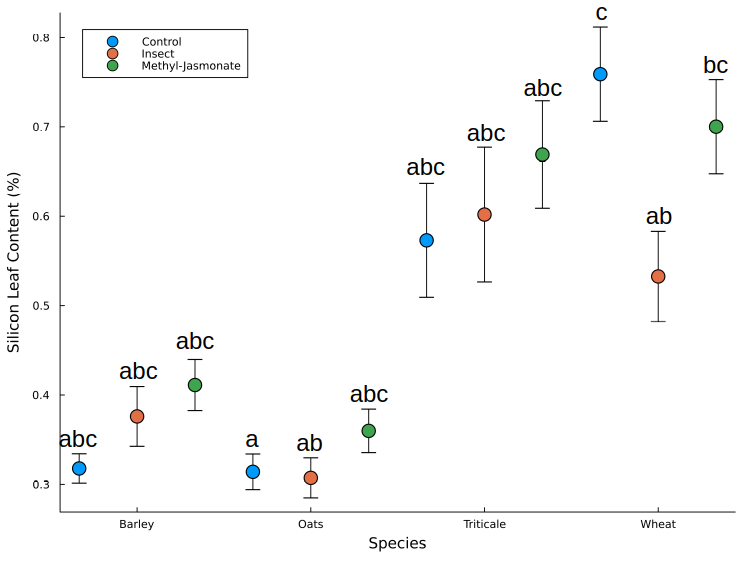 c
0.8
Control
Insect
Methyl-Jasmonate
bc
abc
0.7
abc
abc
Silicon Leaf Content (%)
0.6
ab
0.5
abc
abc
0.4
abc
abc
a
ab
0.3
Barley
Oats
Triticale
Wheat
Species